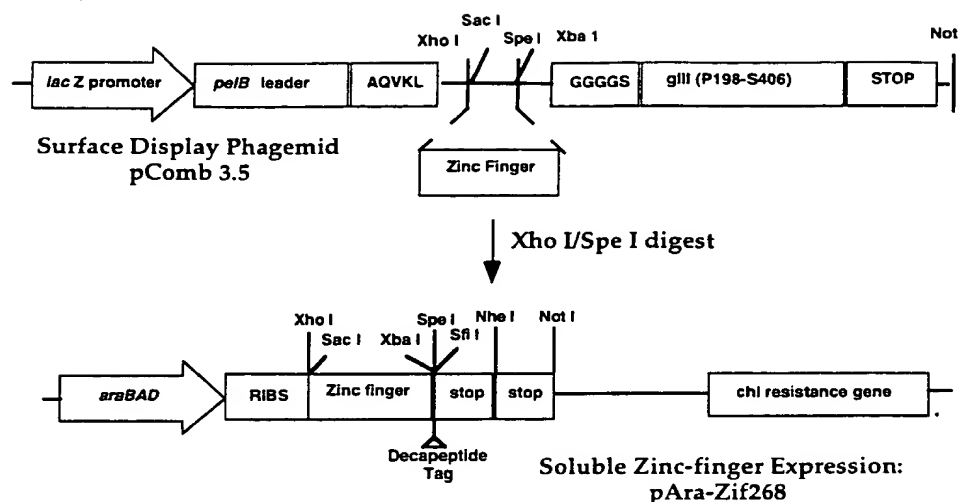 Sac I
Xho I Spe I Xba 1 Not
lac Z promoter pelB leader AQVKL GGGGS gIII (P198-S406) STOP
Surface Display Phagemid
pComb 3.5
Zinc Finger
Xho I/Spe I digest
Xho I Spe I Nhe I Not I
Sac I Xba I Sfi I
araBAD RIBS Zinc finger stop stop chl resistance gene
Decapeptide
Tag
Soluble Zinc-finger Expression:
pAra-Zif268